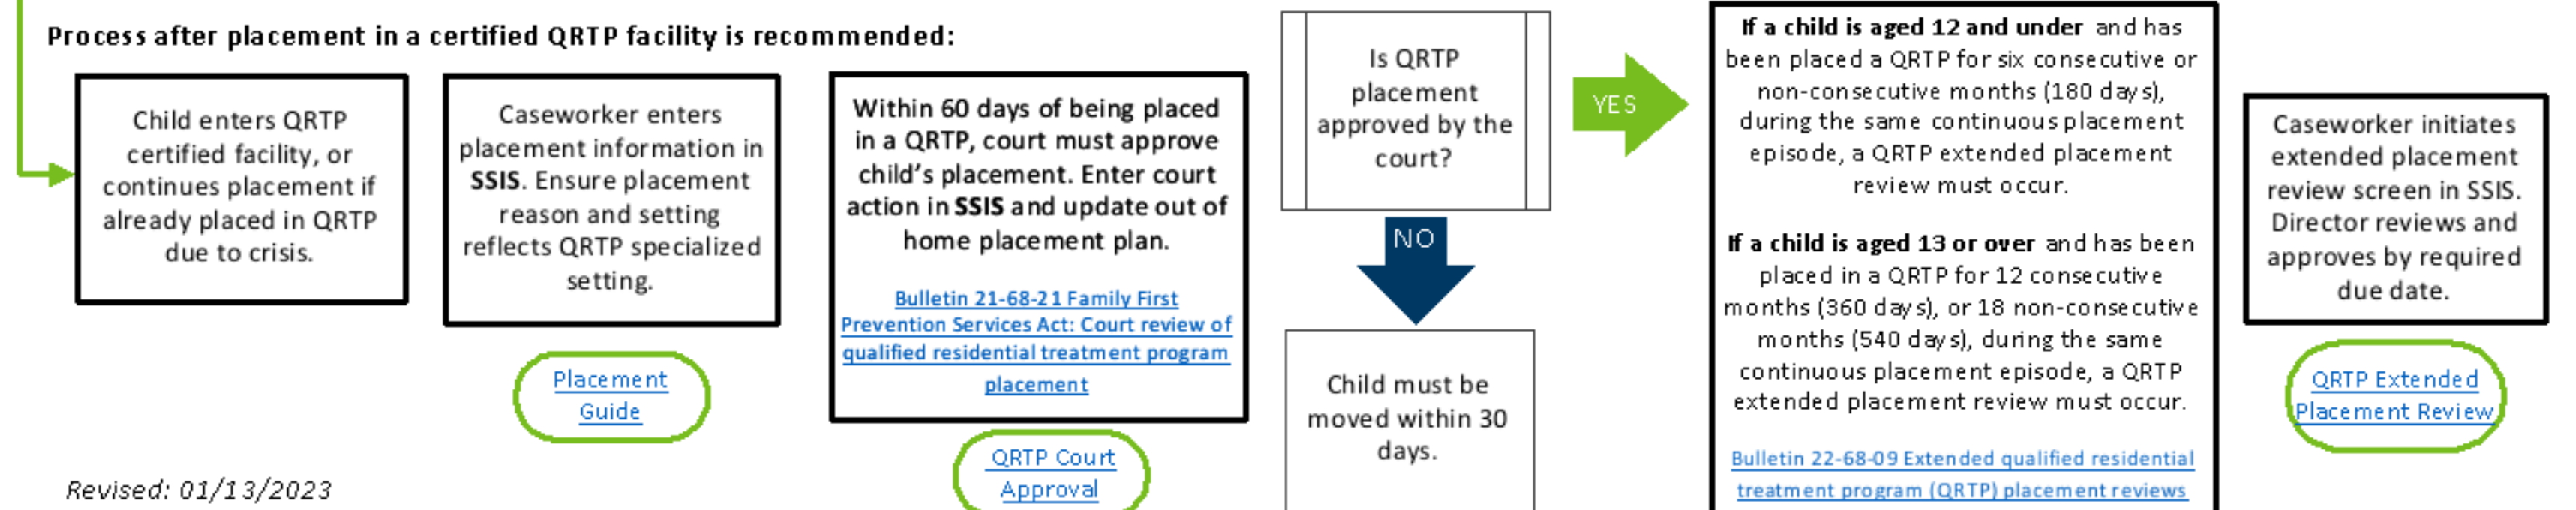 Process after placement in a certified QRTP facility is recommended:
Child enters QRTP
certified facility, or
continues placement if
already placed in QRTP
due to crisis.
Caseworker enters
placement information in
SSIS. Ensure placement
reason and setting
reflects QRTP specialized
setting.
Placement
Guide
Within 60 days of being placed
in a QRTP, court must approve
child's placement. Enter court
action in SSIS and update out of
home placement plan.
Bulletin 21-68-21 Family First
Prevention Services Act: Court review of
qualified residential treatment program
placement
QRTP Court
Approval
Is QRTP
placement
approved by the
court?
YES
NO
Child must be
moved within 30
days.
If a child is aged 12 and under and has
been placed a QRTP for six consecutive or
non-consecutive months (180 days),
during the same continuous placement
episode, a QRTP extended placement
review must occur.
If a child is aged 13 or over and has been
placed in a QRTP for 12 consecutive
months (360 days), or 18 non-consecutive
months (540 days), during the same
continuous placement episode, a QRTP
extended placement review must occur.
Bulletin 22-68-09 Extended qualified residential
treatment program (QRTP) placement reviews
Caseworker initiates
extended placement
review screen in SSIS.
Director reviews and
approves by required
due date.
QRTP Extended
Placement Review
Revised: 01/13/2023